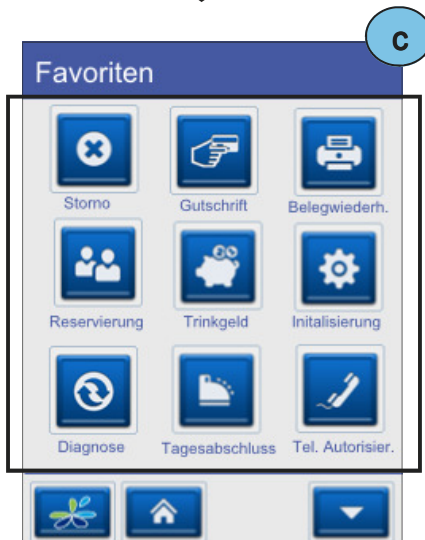 c
Favoriten
Storno Gutschrift Belegwiederh.
Reservierung Trinkgeld Initalisierung
Diagnose Tagesabschluss Tel. Autorisier.